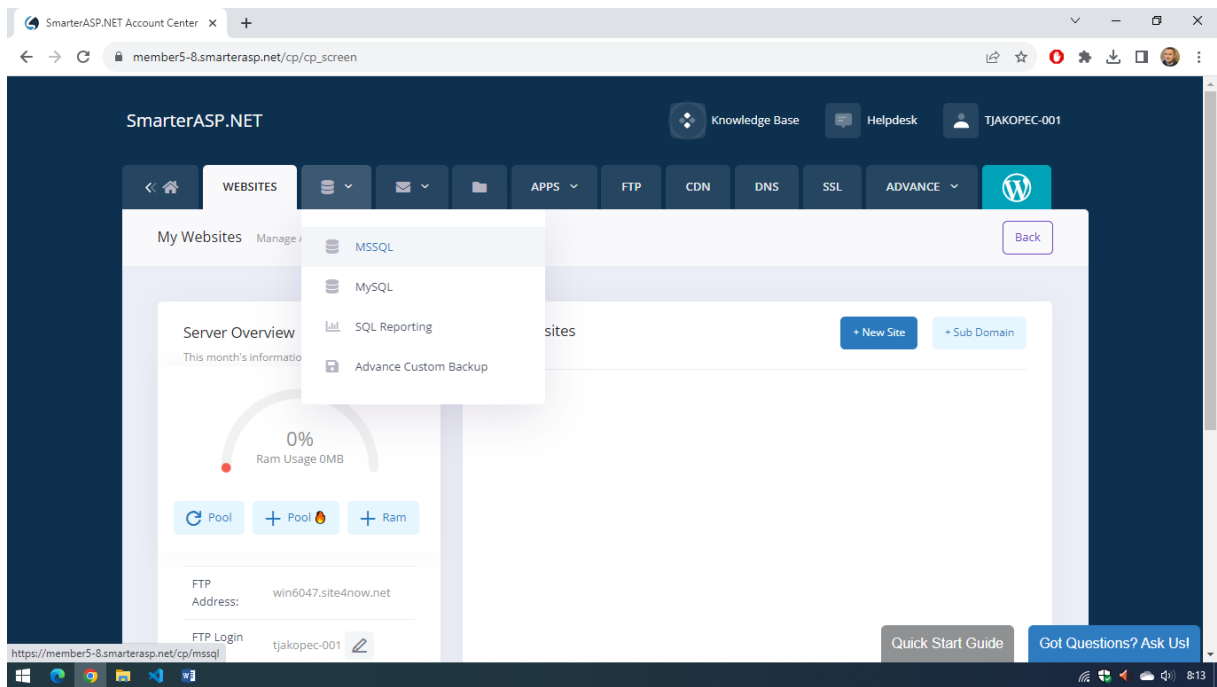 SmarterASP.NET Account Center
member5-8.smarterasp.net/cp/cp_screen
SmarterASP.NET
Knowledge Base
Helpdesk
TJAKOPEC-001
WEBSITES
APPS
FTP
CDN
DNS
SSL
ADVANCE
My Websites Manage
Back
MSSQL
MySQL
SQL Reporting
Advance Custom Backup
Server Overview
This month's informatio
sites
+ New Site
+ Sub Domain
0%
Ram Usage 0MB
Pool
Pool
Ram
FTP
Address:
win6047.site4now.net
FTP Login
tjakopec-001
Quick Start Guide
Got Questions? Ask Us!
https://member5-8.smarterasp.net/cp/mssql
8:13